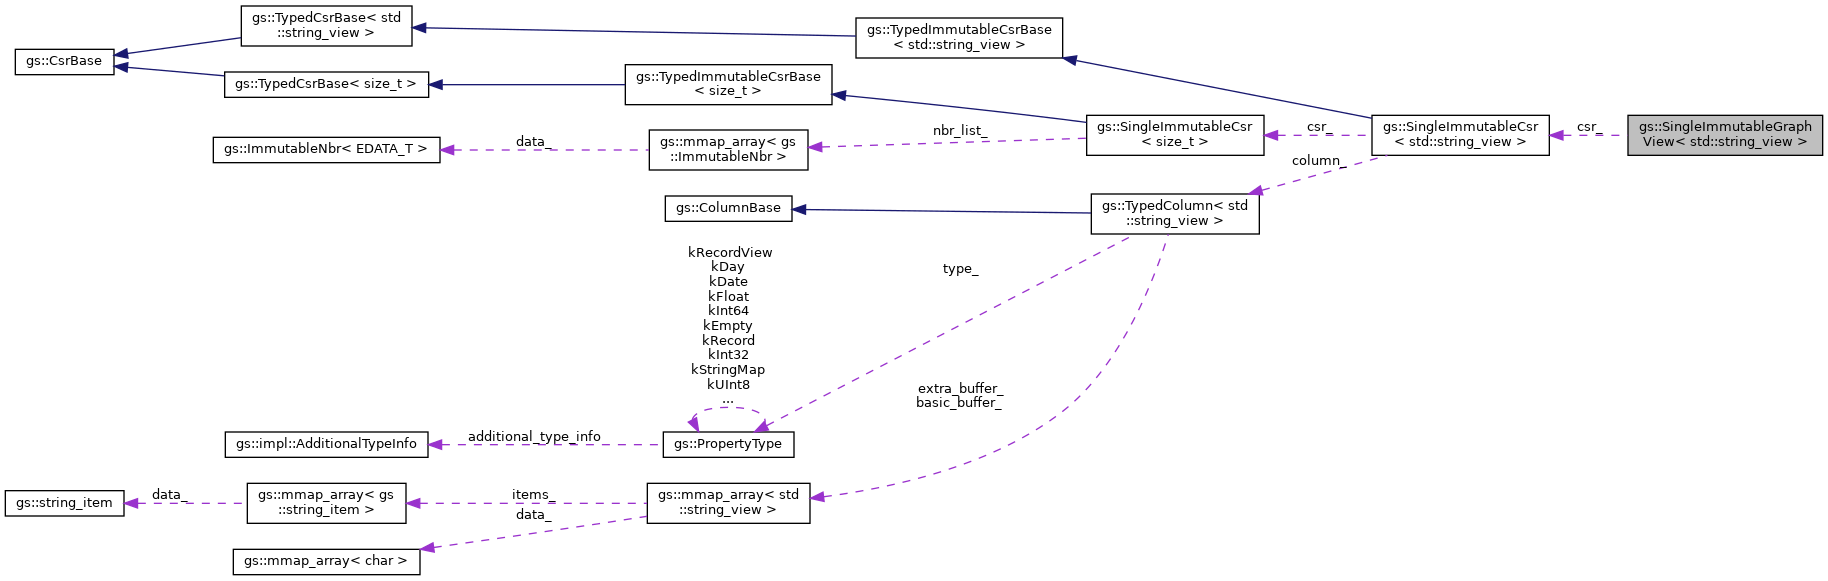 gs::TypedCsrBase< std
::string_view >
gs::TypedImmutableCsrBase
< std::string_view >
gs::CsrBase
gs::TypedCsrBase< size_t >
gs::TypedImmutableCsrBase
< size_t >
gs::ImmutableNbr< EDATA_T >
data_
gs::mmap_array< gs
::ImmutableNbr >
nbr_list_
gs::SingleImmutableCsr
< size_t >
csr_
gs::SingleImmutableCsr
< std::string_view >
csr_
gs::SingleImmutableGraph
View< std::string_view >
column_
gs::ColumnBase
gs::TypedColumn< std
::string_view >
kRecordView
kDay
kDate
kFloat
kInt64
kEmpty
kRecord
kInt32
kStringMap
kUInt8
...
type_
extra_buffer_
basic_buffer_
gs::impl::AdditionalTypeInfo
additional_type_info
gs::PropertyType
gs::string_item
data_
gs::mmap_array< gs
::string_item >
items_
data_
gs::mmap_array< std
::string_view >
gs::mmap_array< char >